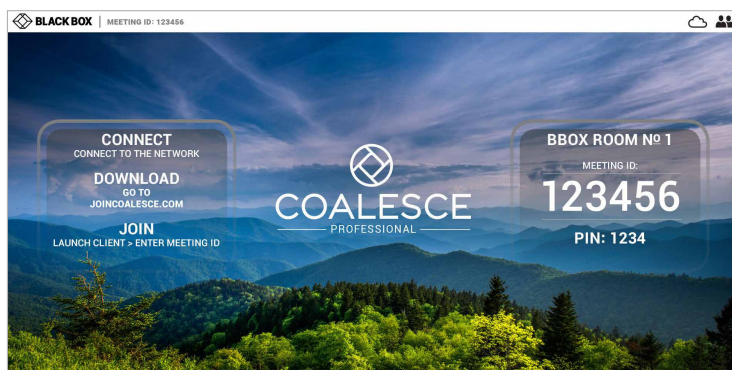 BLACK BOX | MEETING ID: 123456
CONNECT
CONNECT TO THE NETWORK
DOWNLOAD
GO TO
JOINCOALESCE.COM
JOIN
LAUNCH CLIENT > ENTER MEETING ID
COALESCE
PROFESSIONAL
BBOX ROOM Nº 1
MEETING ID:
123456
PIN: 1234